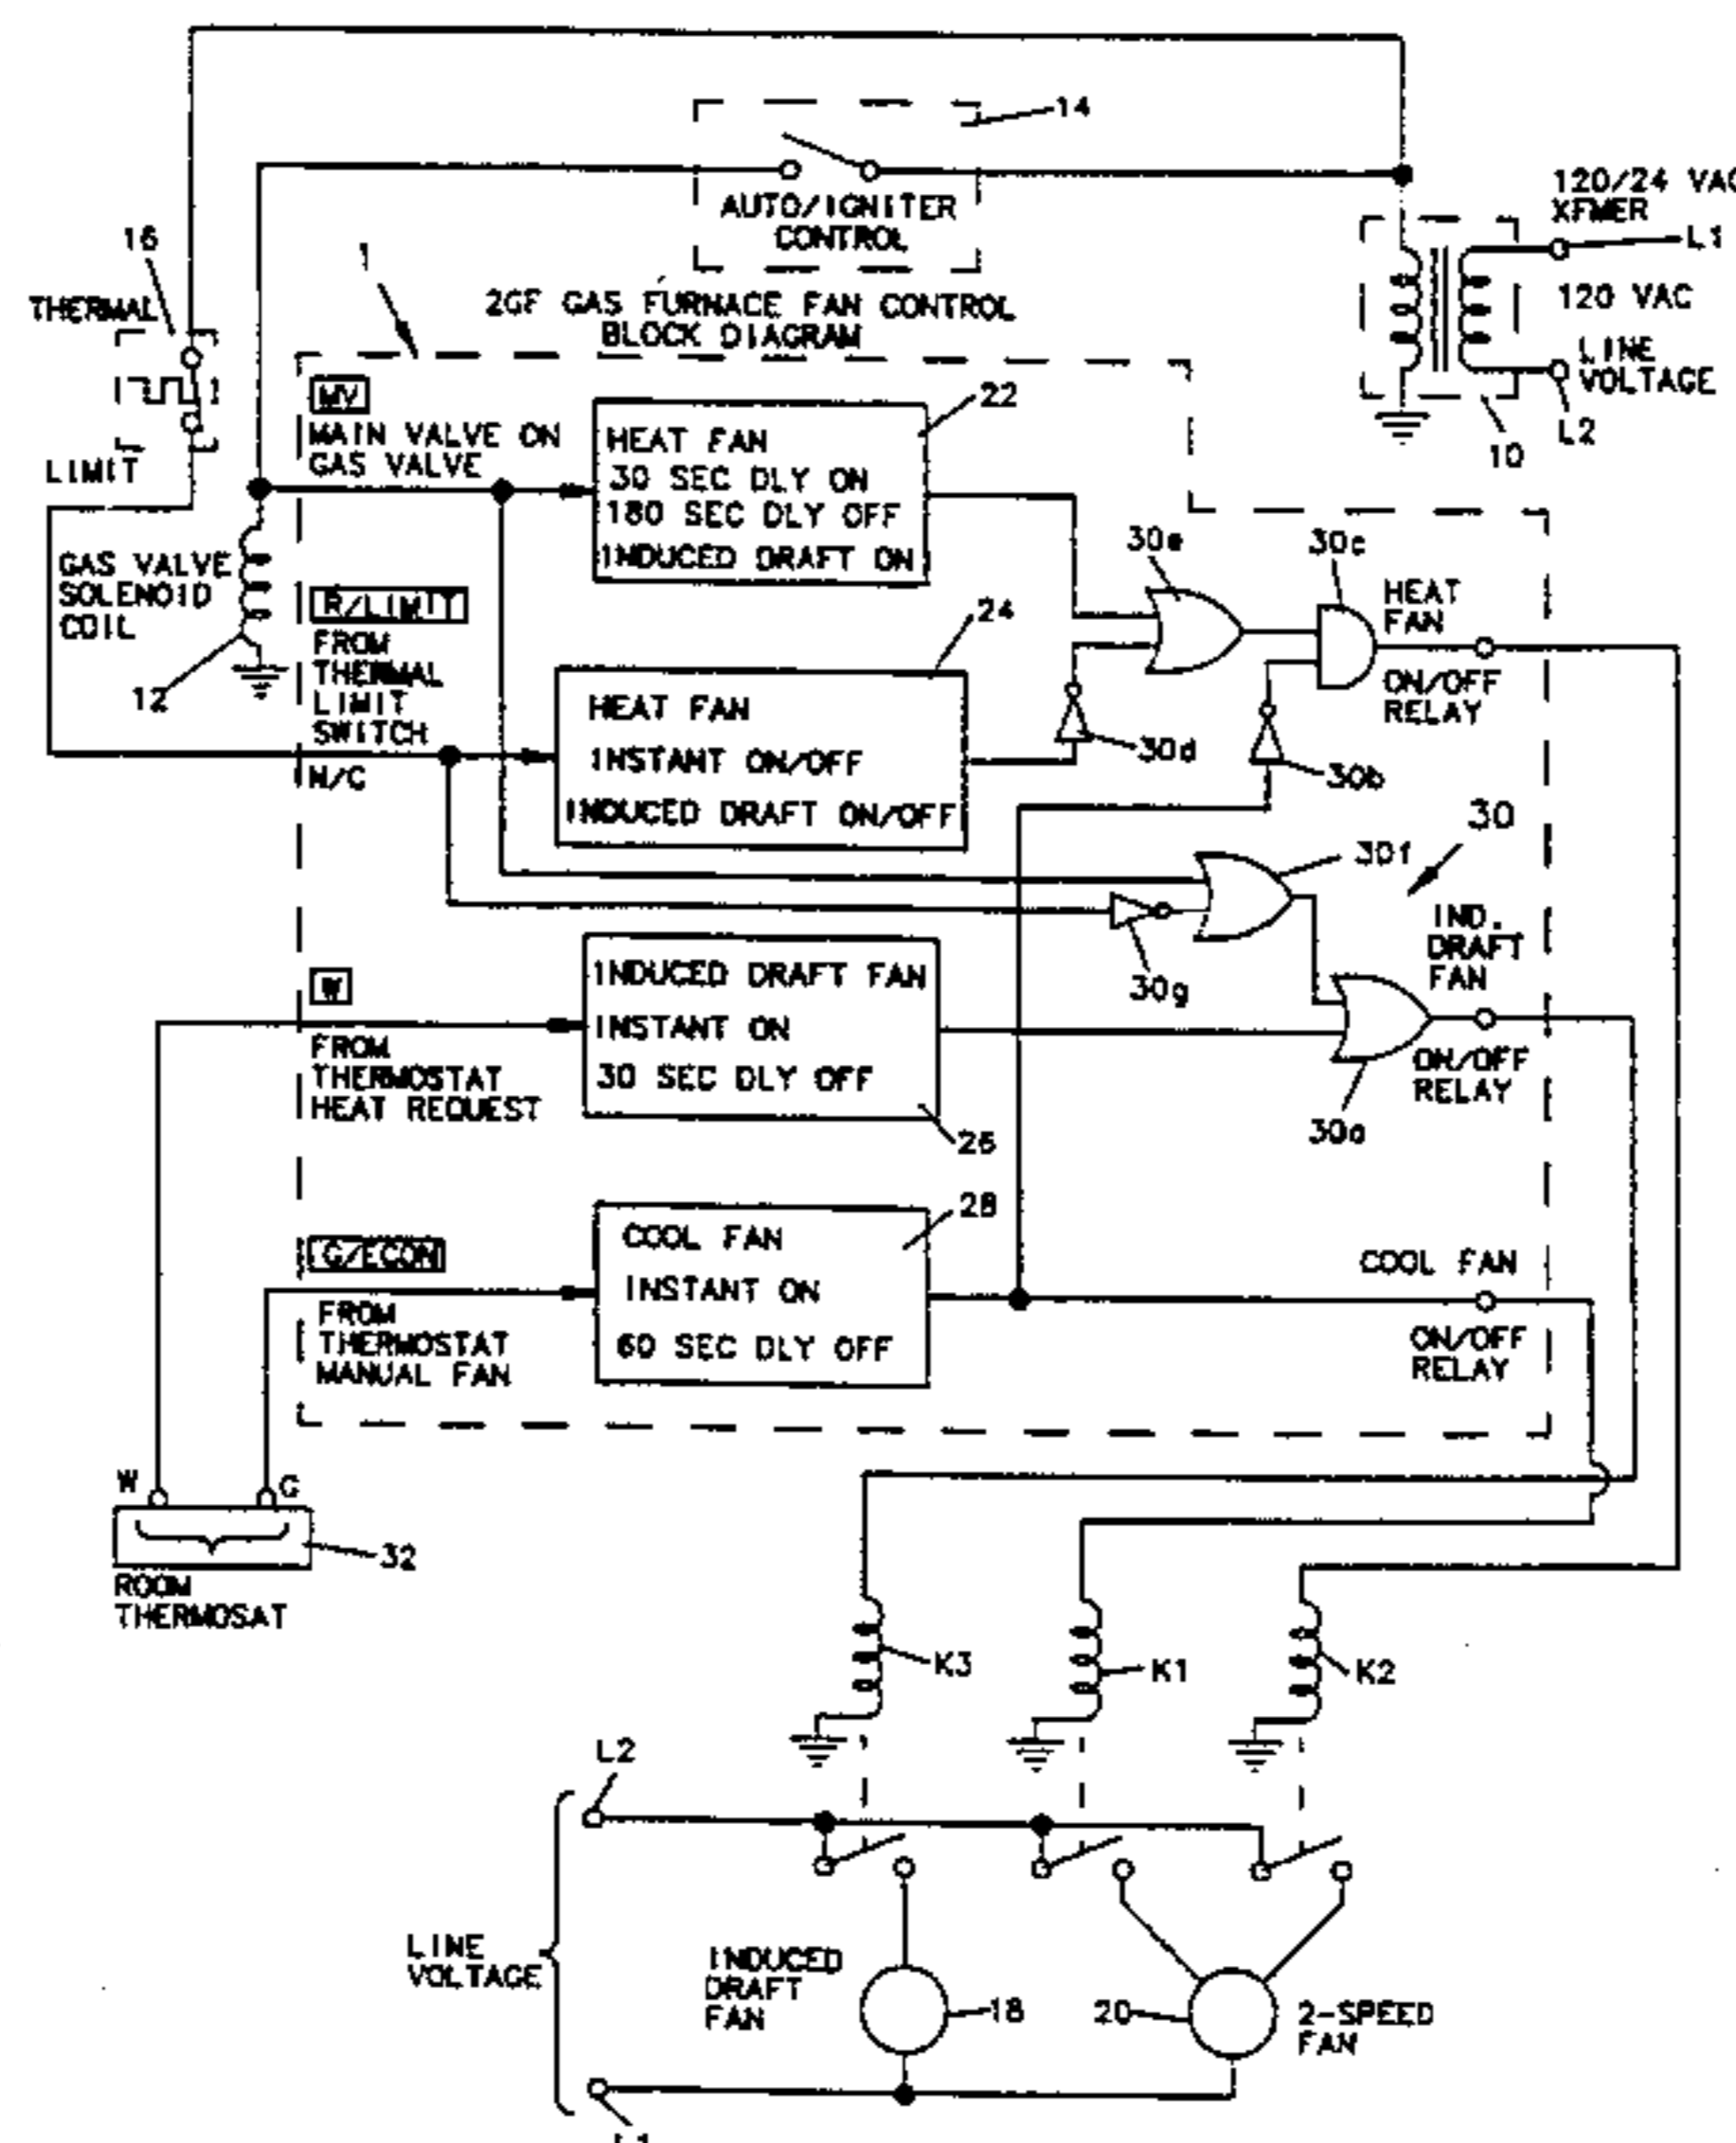 14
AUTO/IGNITER
CONTROL
120/24 VAC
XFMER
L1
120 VAC
LINE
VOLTAGE
L2
10
16
THERMAL
LIMIT
1
2GF GAS FURNACE FAN CONTROL
BLOCK DIAGRAM
MV
MAIN VALVE ON
GAS VALVE
HEAT FAN
30 SEC DLY ON
180 SEC DLY OFF
INDUCED DRAFT ON
22
GAS VALVE
SOLENOID
COIL
12
R/LIMIT
FROM
THERMAL
LIMIT
SWITCH
N/C
HEAT FAN
INSTANT ON/OFF
INDUCED DRAFT ON/OFF
24
30e
30c
HEAT
FAN
ON/OFF
RELAY
30d
30b
30
30f
30g
IND.
DRAFT
FAN
ON/OFF
RELAY
30a
W
FROM
THERMOSTAT
HEAT REQUEST
INDUCED DRAFT FAN
INSTANT ON
30 SEC DLY OFF
26
G/ECON
FROM
THERMOSTAT
MANUAL FAN
COOL FAN
INSTANT ON
60 SEC DLY OFF
28
COOL FAN
ON/OFF
RELAY
W
G
32
ROOM
THERMOSAT
K3
K1
K2
L2
LINE
VOLTAGE
INDUCED
DRAFT
FAN
18
20
2-SPEED
FAN
L1